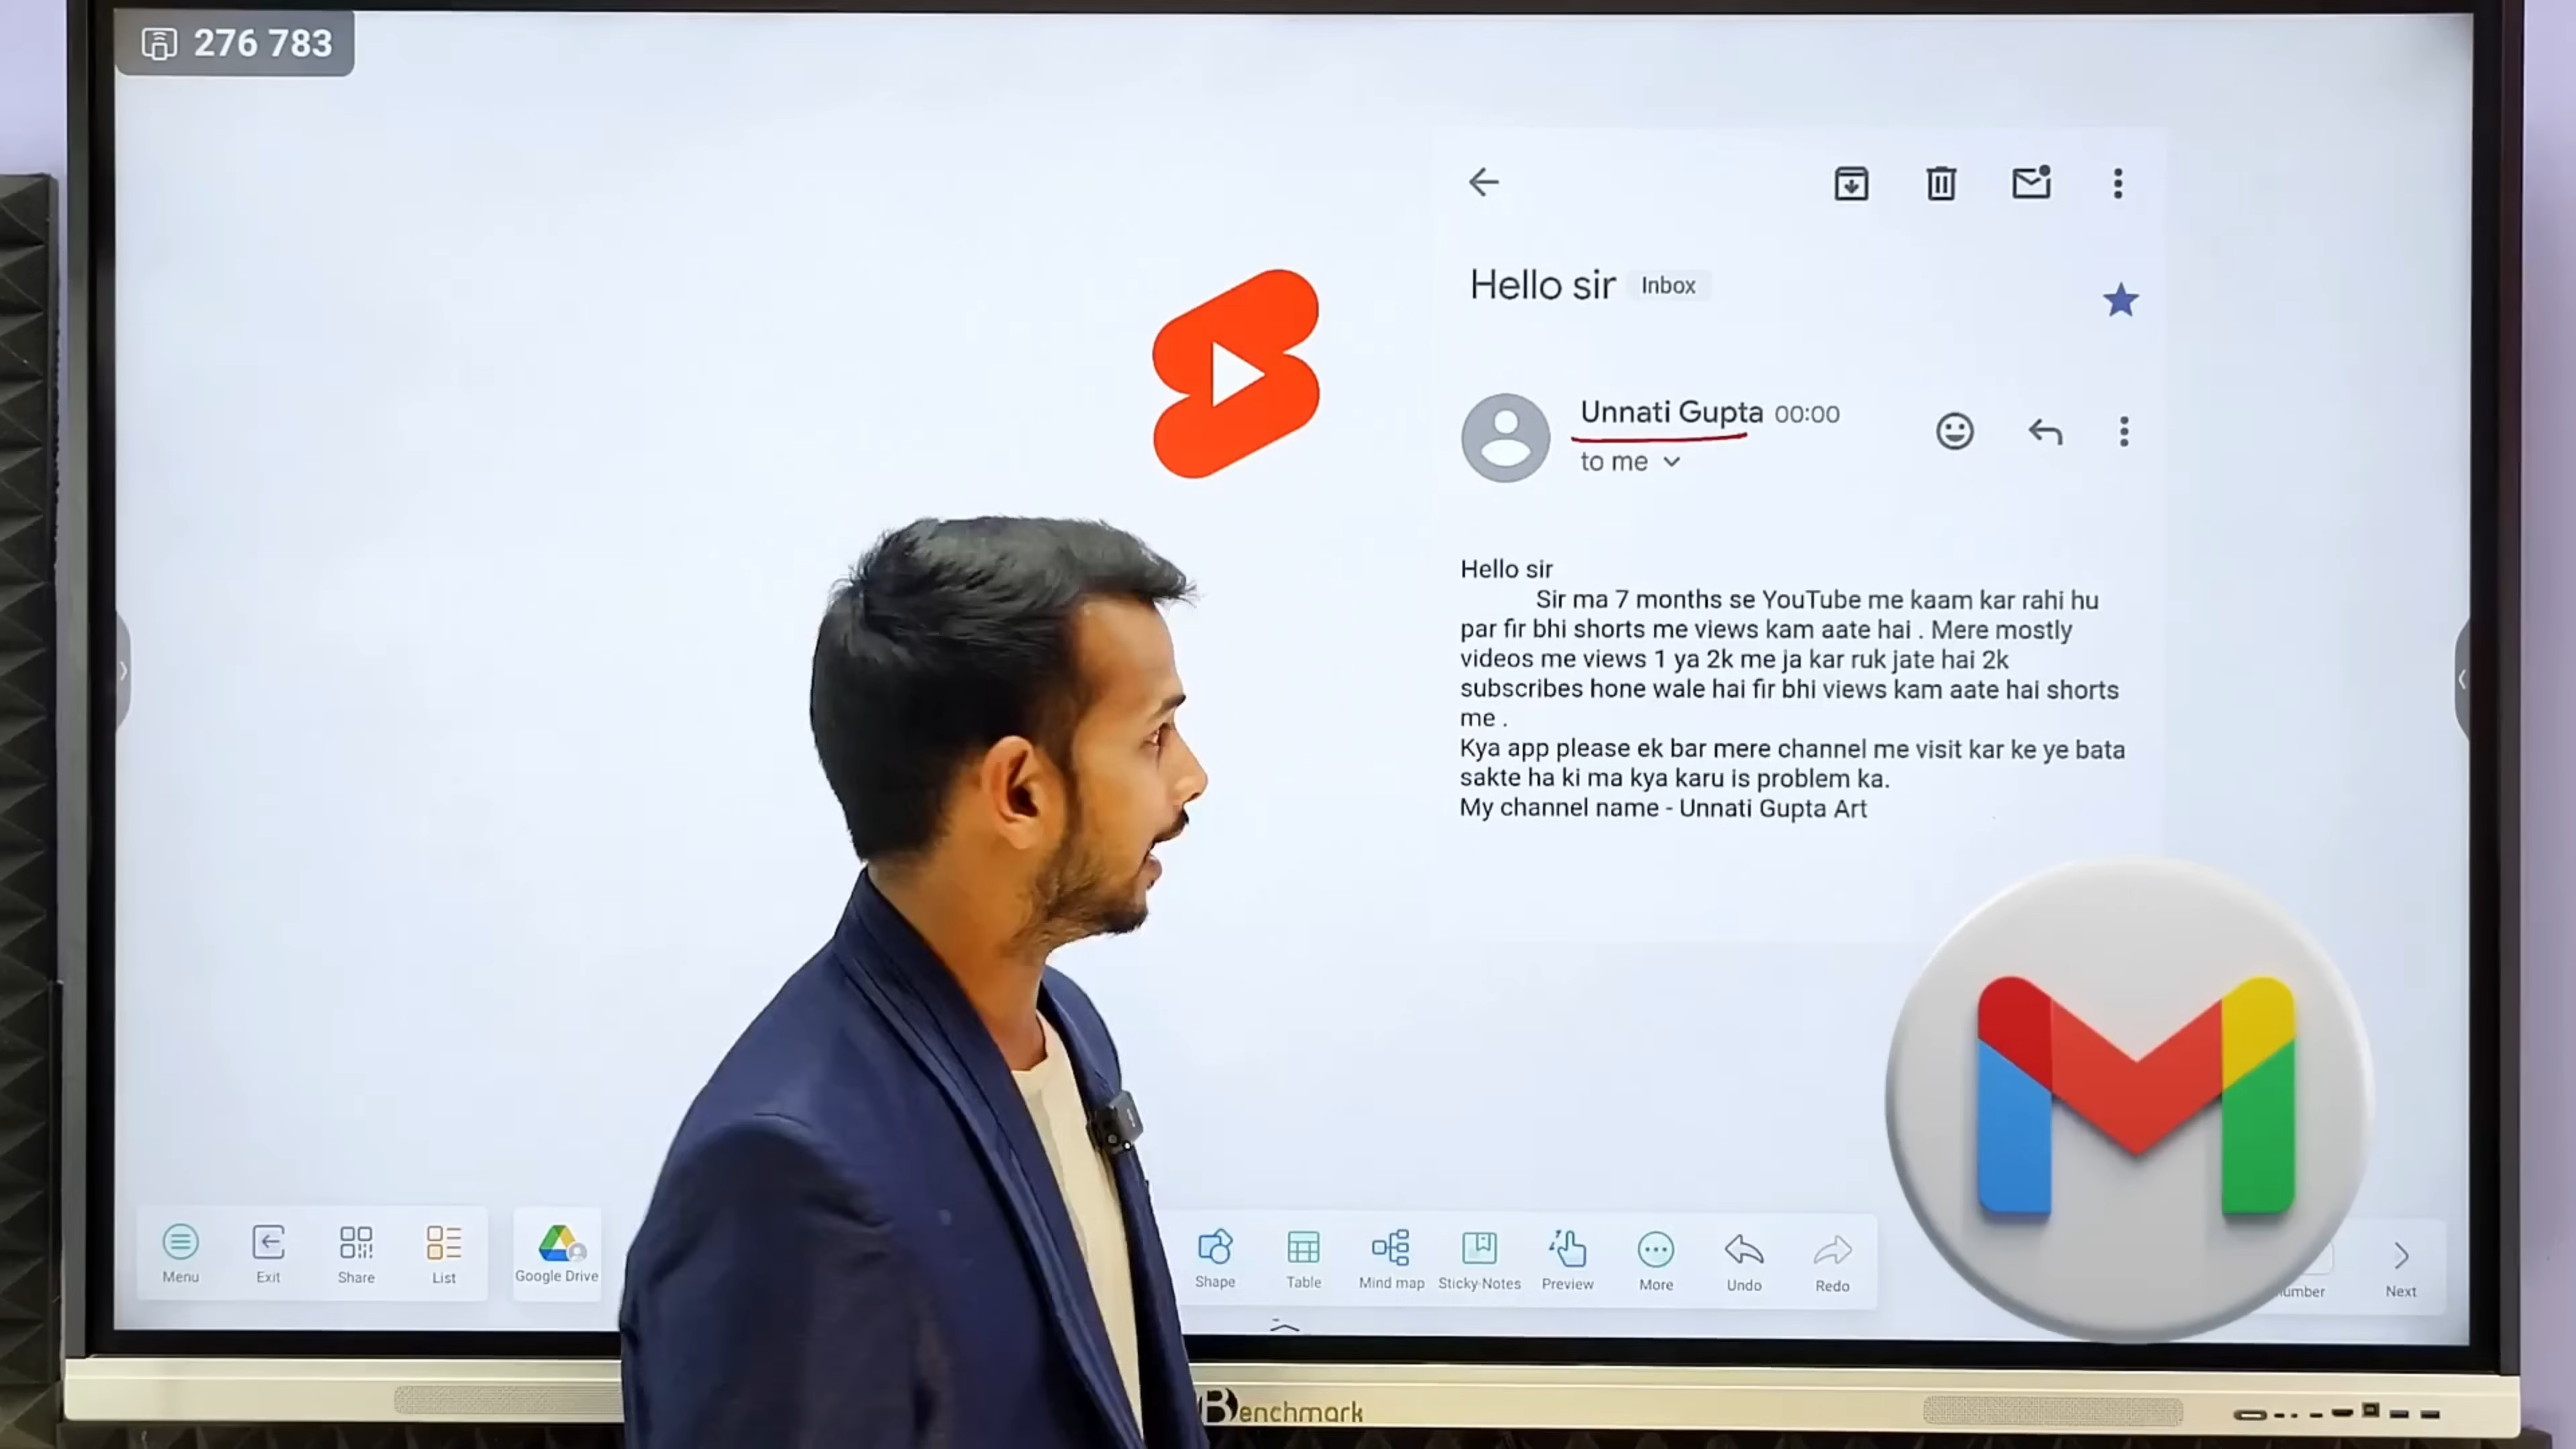 276 783
Hello sir Inbox
Unnati Gupta 00:00
to me
Hello sir
Sir ma 7 months se YouTube me kaam kar rahi hu
par fir bhi shorts me views kam aate hai . Mere mostly
videos me views 1 ya 2k me ja kar ruk jate hai 2k
subscribes hone wale hai fir bhi views kam aate hai shorts
me .
Kya app please ek bar mere channel me visit kar ke ye bata
sakte ha ki ma kya karu is problem ka.
My channel name - Unnati Gupta Art
Menu Exit Share List Google Drive Shape Table Mind map Sticky Notes Preview More Undo Redo Next
Benchmark